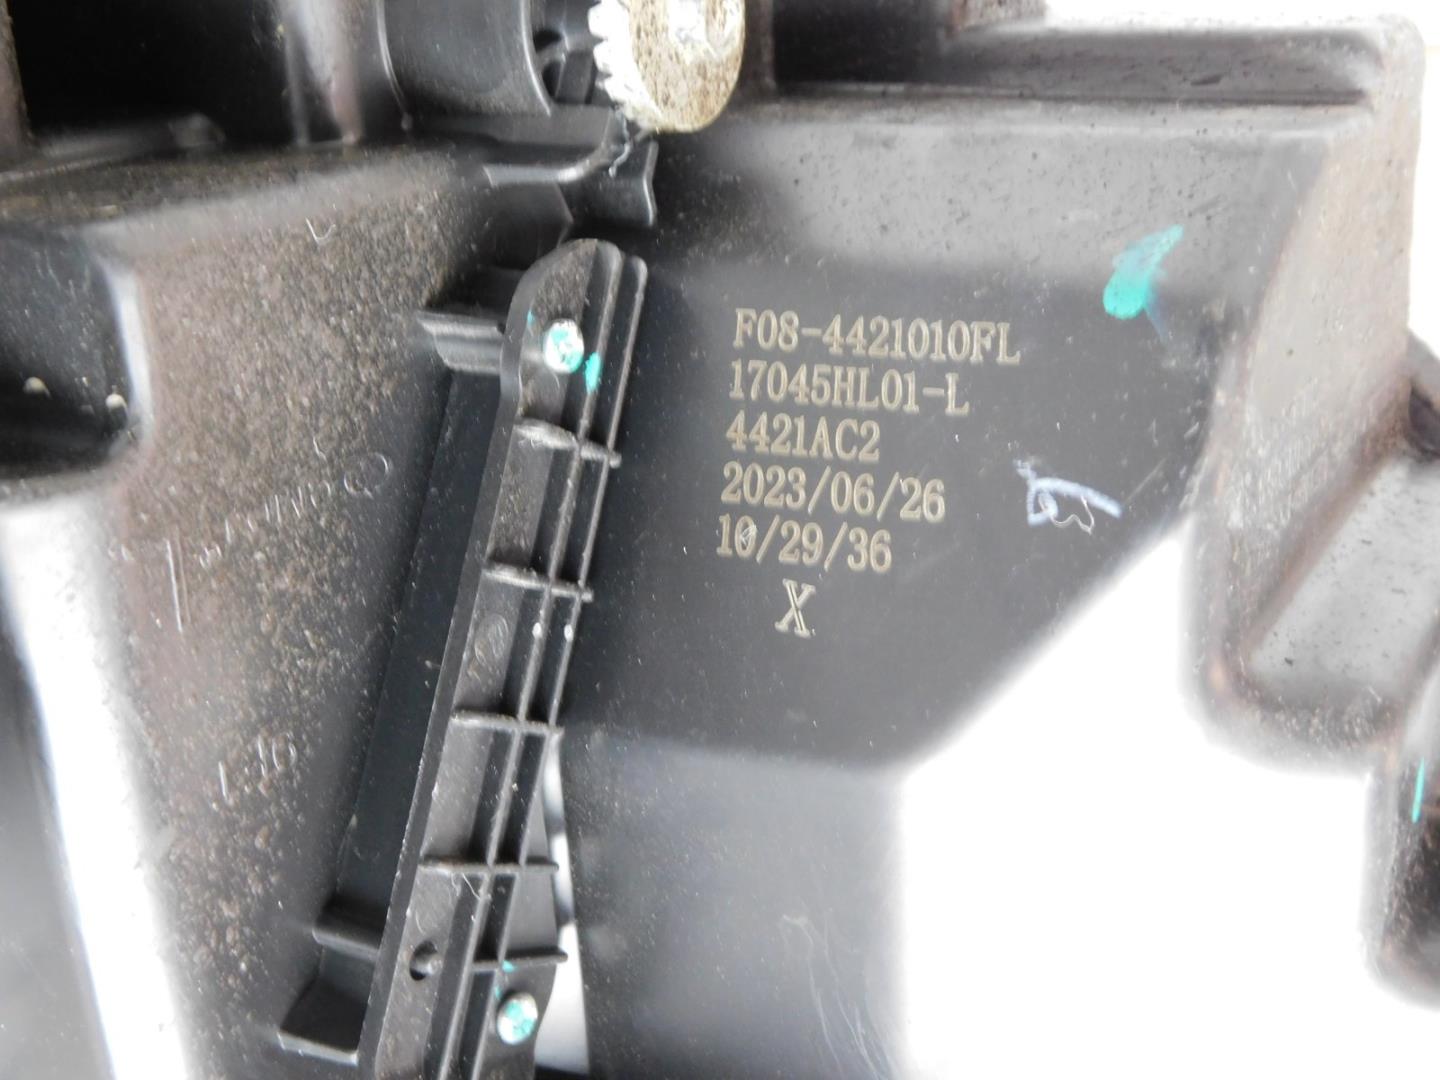 F08-4421010FL
17045HL01-L
4421AC2
2023/06/26
10/29/36
X